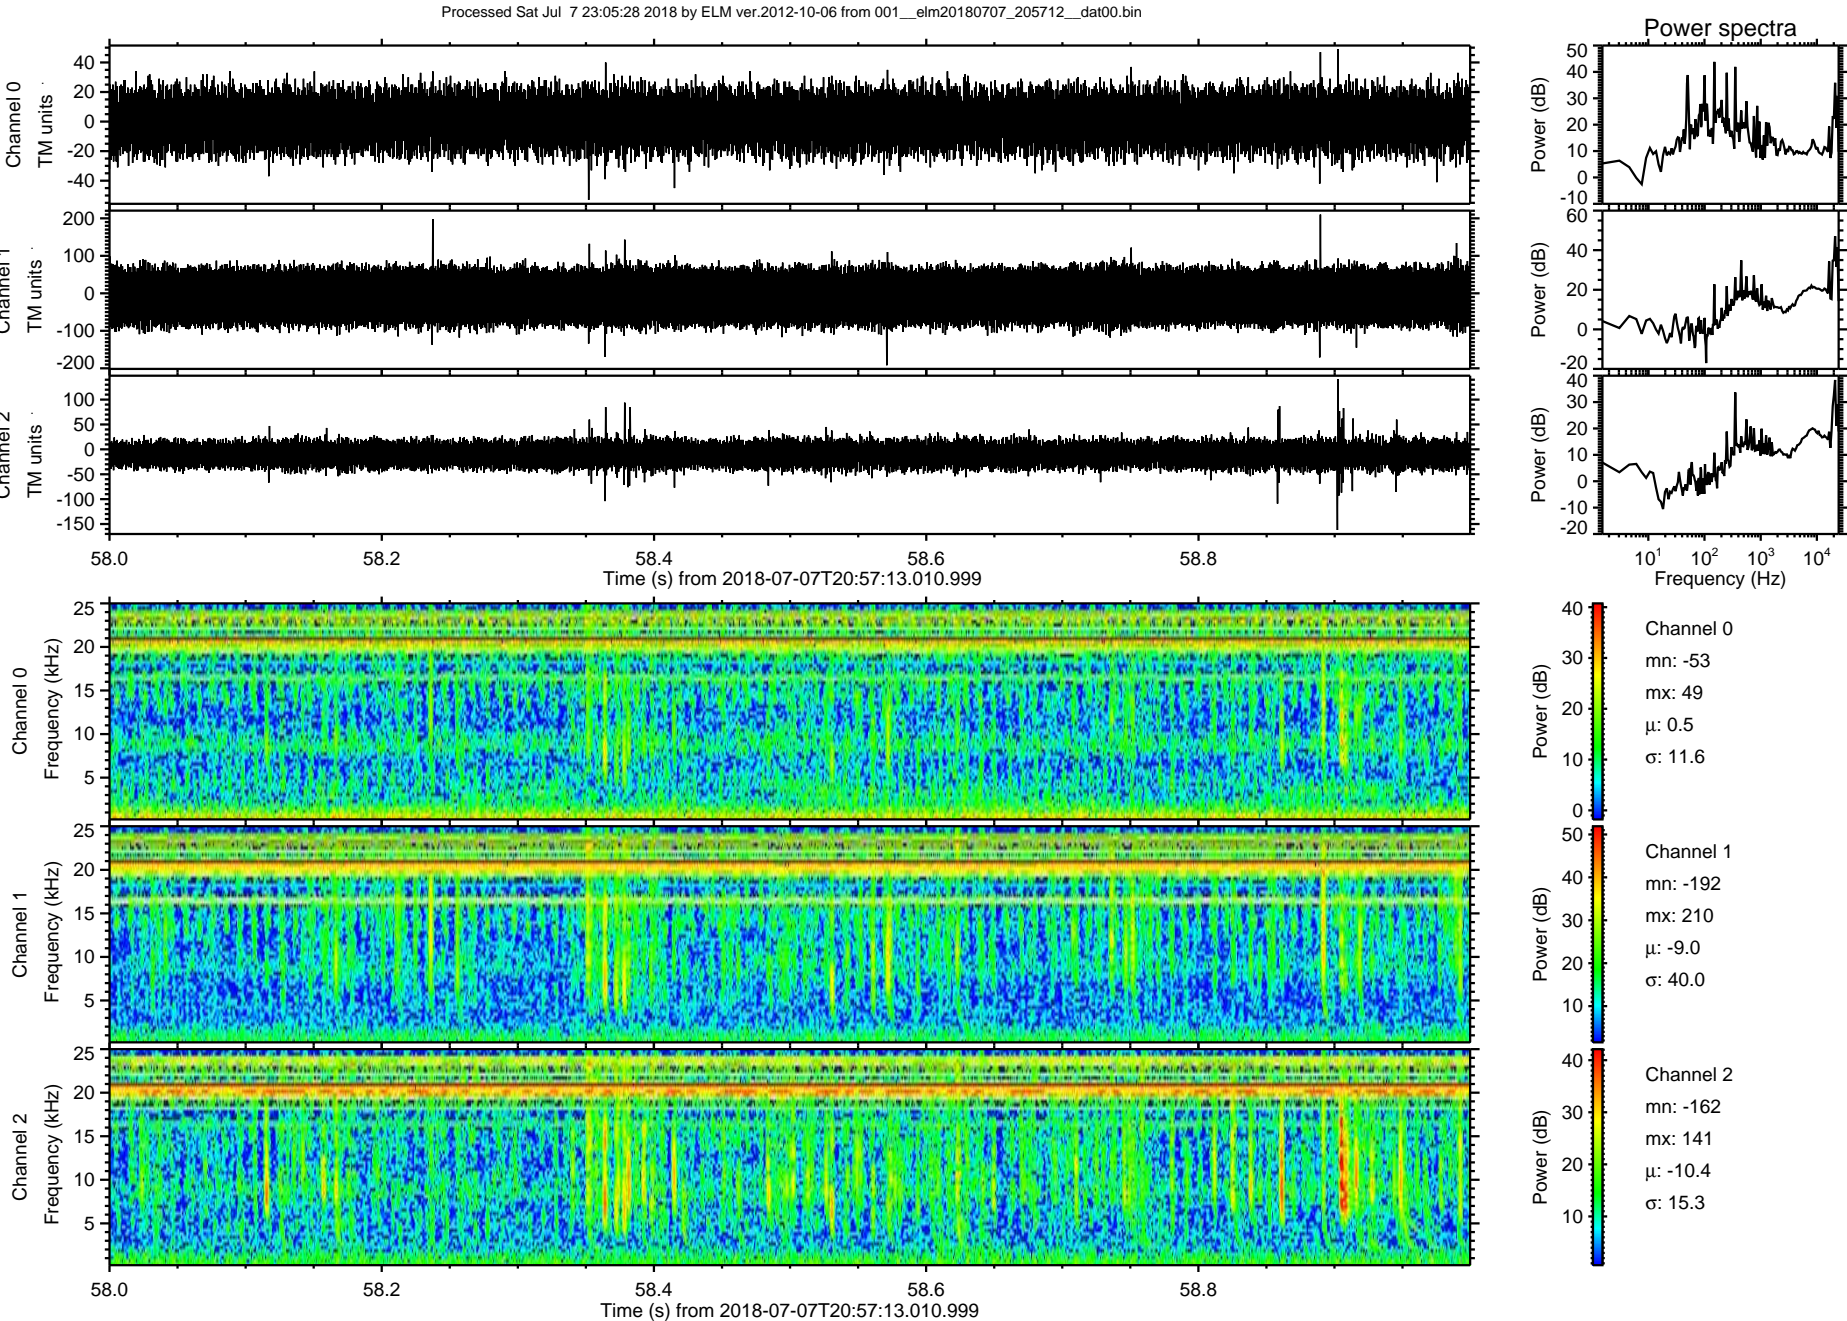 Processed Sat Jul 7 23:05:28 2018 by ELM ver.2012-10-06 from 001__elm20180707_205712__dat00.bin
Power spectra
Channel 0
TM units
40
20
0
-20
-40
Power (dB)
50
40
30
20
10
0
-10
Channel 1
TM units
200
100
0
-100
-200
Power (dB)
60
40
20
0
-20
Channel 2
TM units
100
50
0
-50
-100
-150
Power (dB)
40
30
20
10
0
-10
-20
58.0 58.2 58.4 58.6 58.8
Time (s) from 2018-07-07T20:57:13.010.999
10¹ 10² 10³ 10⁴
Frequency (Hz)
Channel 0
Frequency (kHz)
25
20
15
10
5
Power (dB)
40
30
20
10
0
Channel 0
mn: -53
mx: 49
μ: 0.5
σ: 11.6
Channel 1
Frequency (kHz)
25
20
15
10
5
Power (dB)
50
40
30
20
10
Channel 1
mn: -192
mx: 210
μ: -9.0
σ: 40.0
Channel 2
Frequency (kHz)
25
20
15
10
5
Power (dB)
40
30
20
10
Channel 2
mn: -162
mx: 141
μ: -10.4
σ: 15.3
58.0 58.2 58.4 58.6 58.8
Time (s) from 2018-07-07T20:57:13.010.999